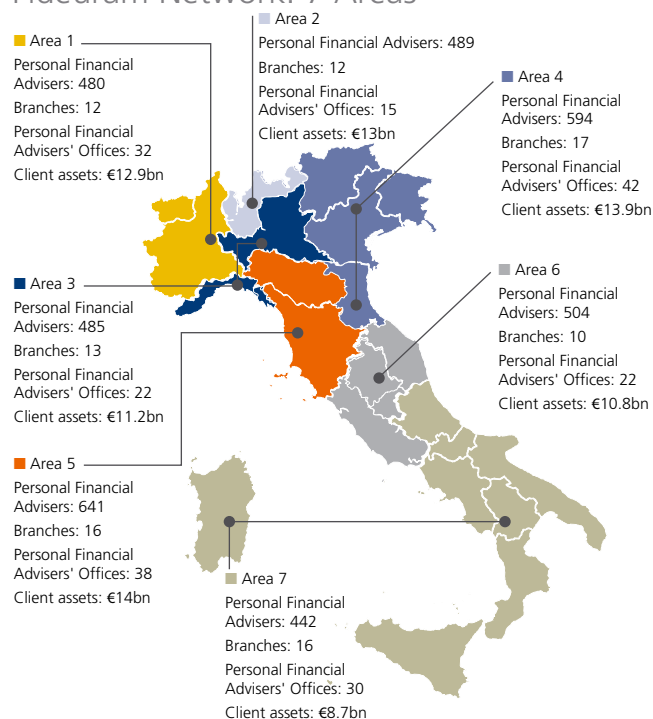 Fideuram Network: 7 Areas
Area 2
Personal Financial Advisers: 489
Branches: 12
Personal Financial
Advisers' Offices: 15
Client assets: €13bn
Area 1
Personal Financial
Advisers: 480
Branches: 12
Personal Financial
Advisers' Offices: 32
Client assets: €12.9bn
Area 4
Personal Financial
Advisers: 594
Branches: 17
Personal Financial
Advisers' Offices: 42
Client assets: €13.9bn
Area 3
Personal Financial
Advisers: 485
Branches: 13
Personal Financial
Advisers' Offices: 22
Client assets: €11.2bn
Area 6
Personal Financial
Advisers: 504
Branches: 10
Personal Financial
Advisers' Offices: 22
Client assets: €10.8bn
Area 5
Personal Financial
Advisers: 641
Branches: 16
Personal Financial
Advisers' Offices: 38
Client assets: €14bn
Area 7
Personal Financial
Advisers: 442
Branches: 16
Personal Financial
Advisers' Offices: 30
Client assets: €8.7bn